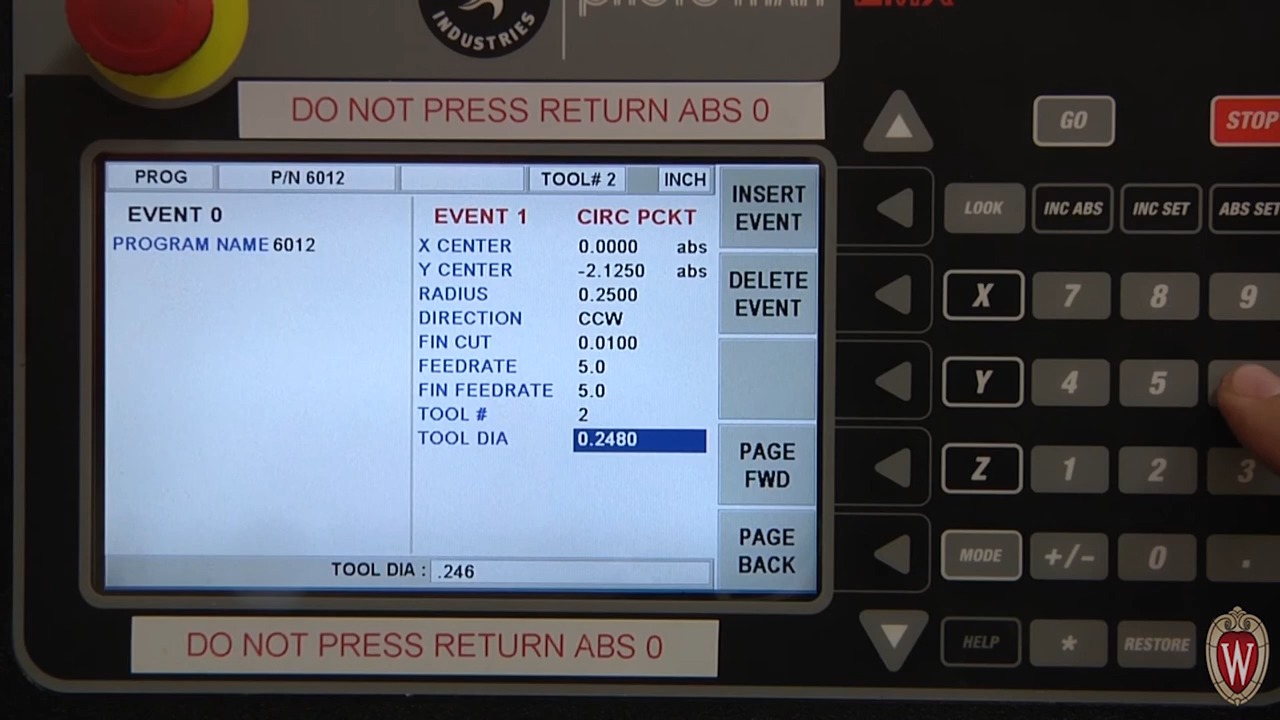 INDUSTRIES
DO NOT PRESS RETURN ABS 0
PROG P/N 6012 TOOL# 2 INCH
EVENT 0
PROGRAM NAME 6012
EVENT 1 CIRC PCKT
X CENTER 0.0000 abs
Y CENTER -2.1250 abs
RADIUS 0.2500
DIRECTION CCW
FIN CUT 0.0100
FEEDRATE 5.0
FIN FEEDRATE 5.0
TOOL # 2
TOOL DIA 0.2480
TOOL DIA : .246
INSERT
EVENT
DELETE
EVENT
PAGE
FWD
PAGE
BACK
GO STOP
LOOK INC ABS INC SET ABS SET
X 7 8 9
Y 4 5
Z 1 2 3
MODE +/- 0 .
HELP * RESTORE
DO NOT PRESS RETURN ABS 0
W